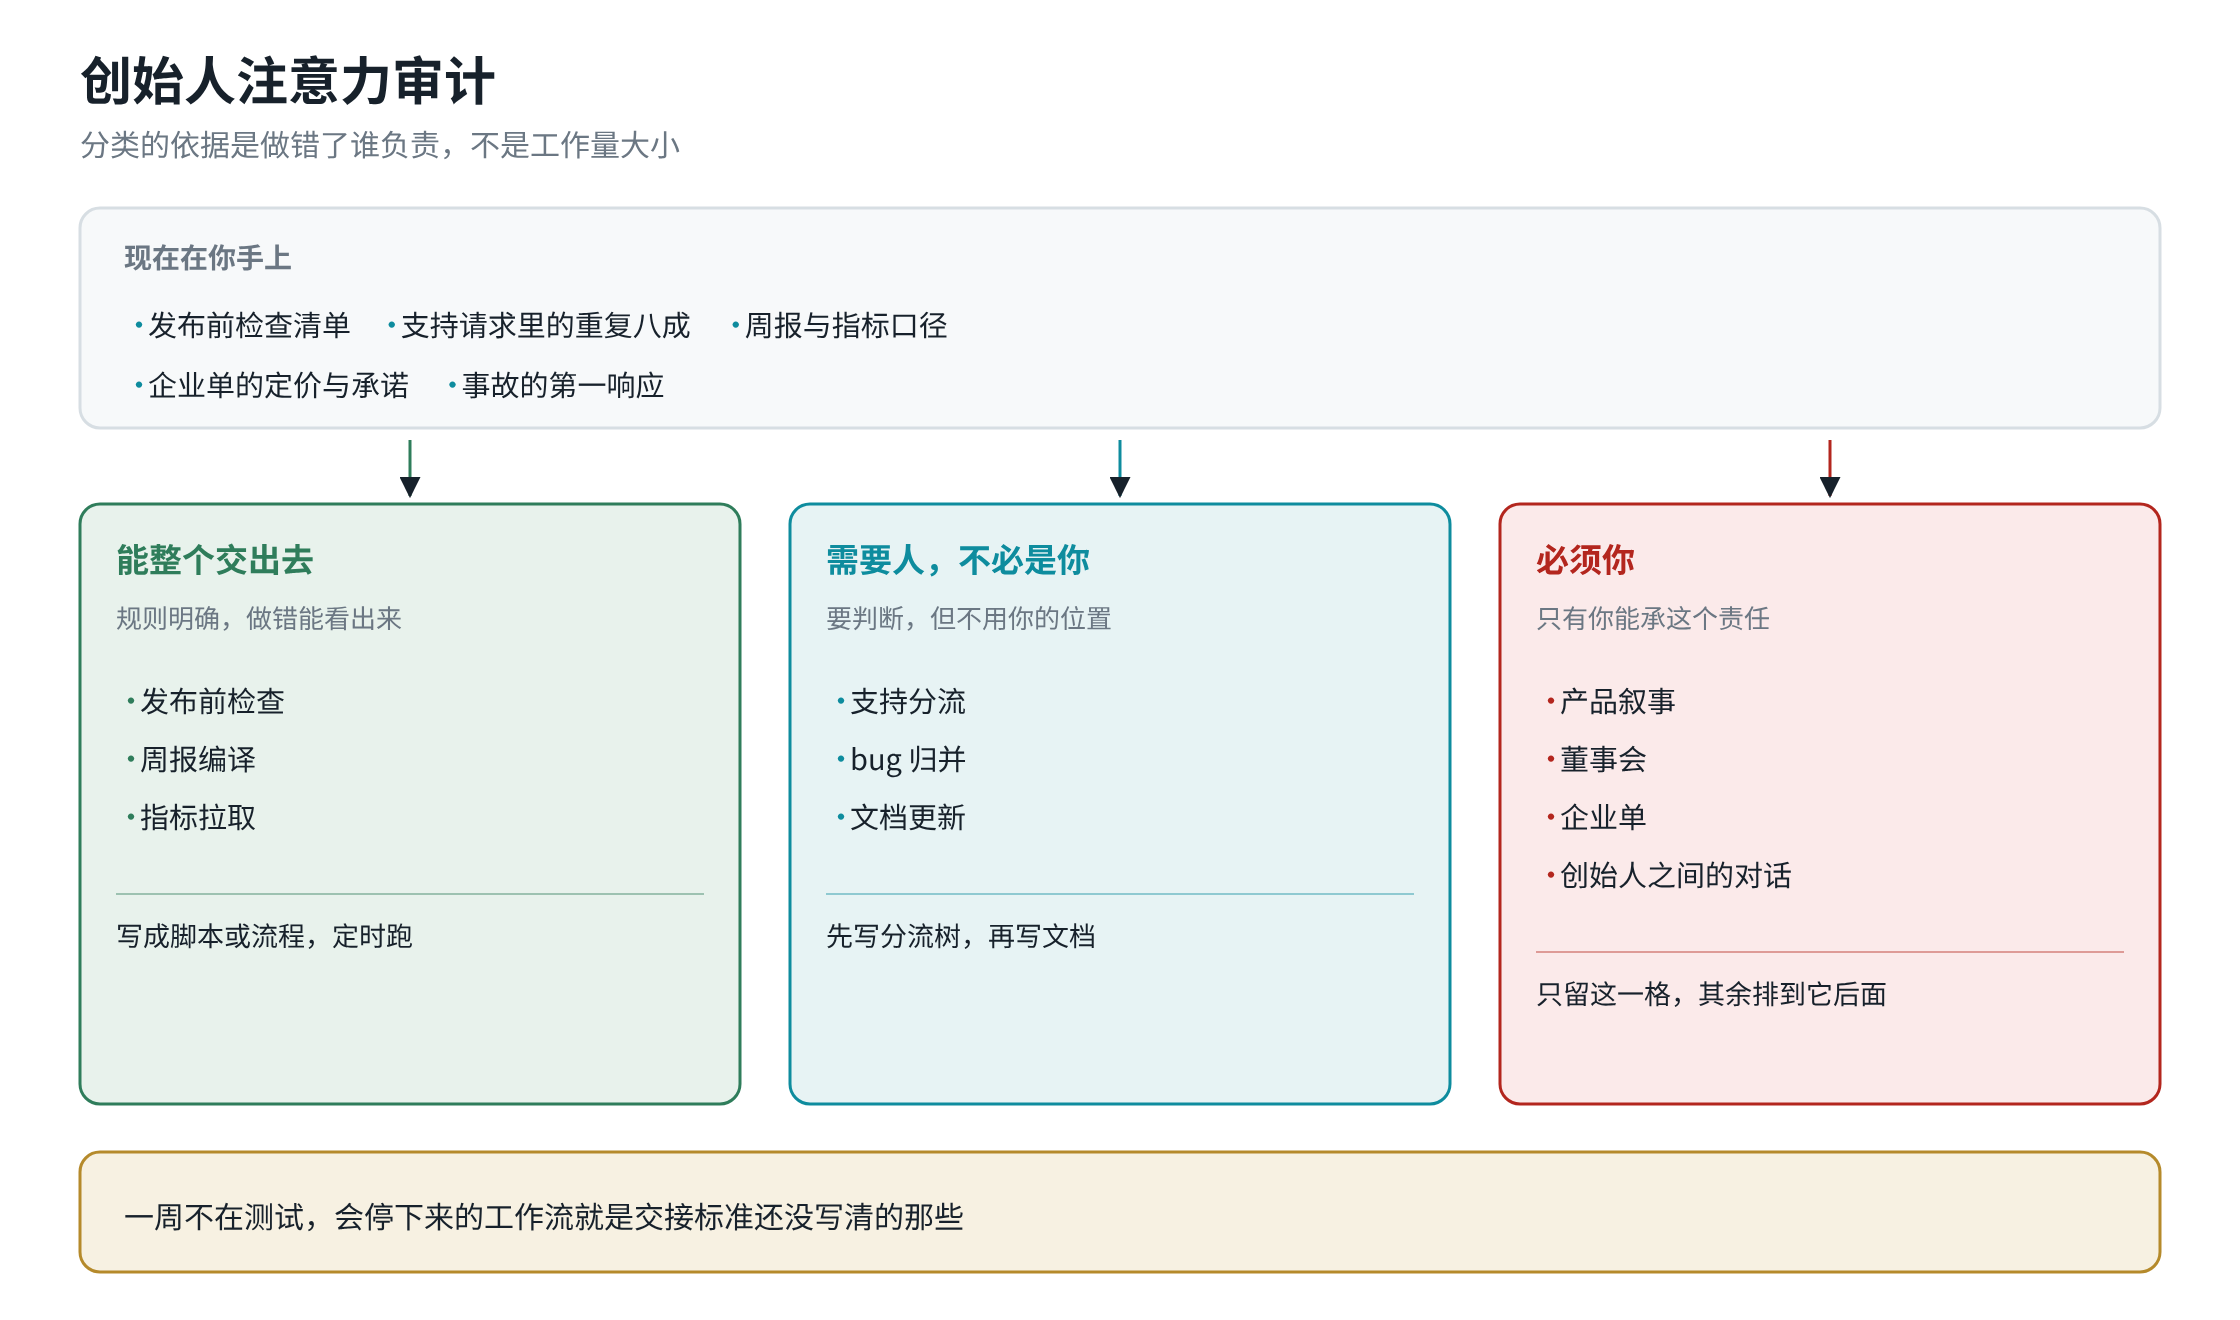 创始人注意力审计
分类的依据是做错了谁负责，不是工作量大小
现在在你手上
·发布前检查清单 ·支持请求里的重复八成 ·周报与指标口径
·企业单的定价与承诺 ·事故的第一响应
能整个交出去
规则明确，做错能看出来
·发布前检查
·周报编译
·指标拉取
写成脚本或流程，定时跑
需要人，不必是你
要判断，但不用你的位置
·支持分流
·bug 归并
·文档更新
先写分流树，再写文档
必须你
只有你能承这个责任
·产品叙事
·董事会
·企业单
·创始人之间的对话
只留这一格，其余排到它后面
一周不在测试，会停下来的工作流就是交接标准还没写清的那些